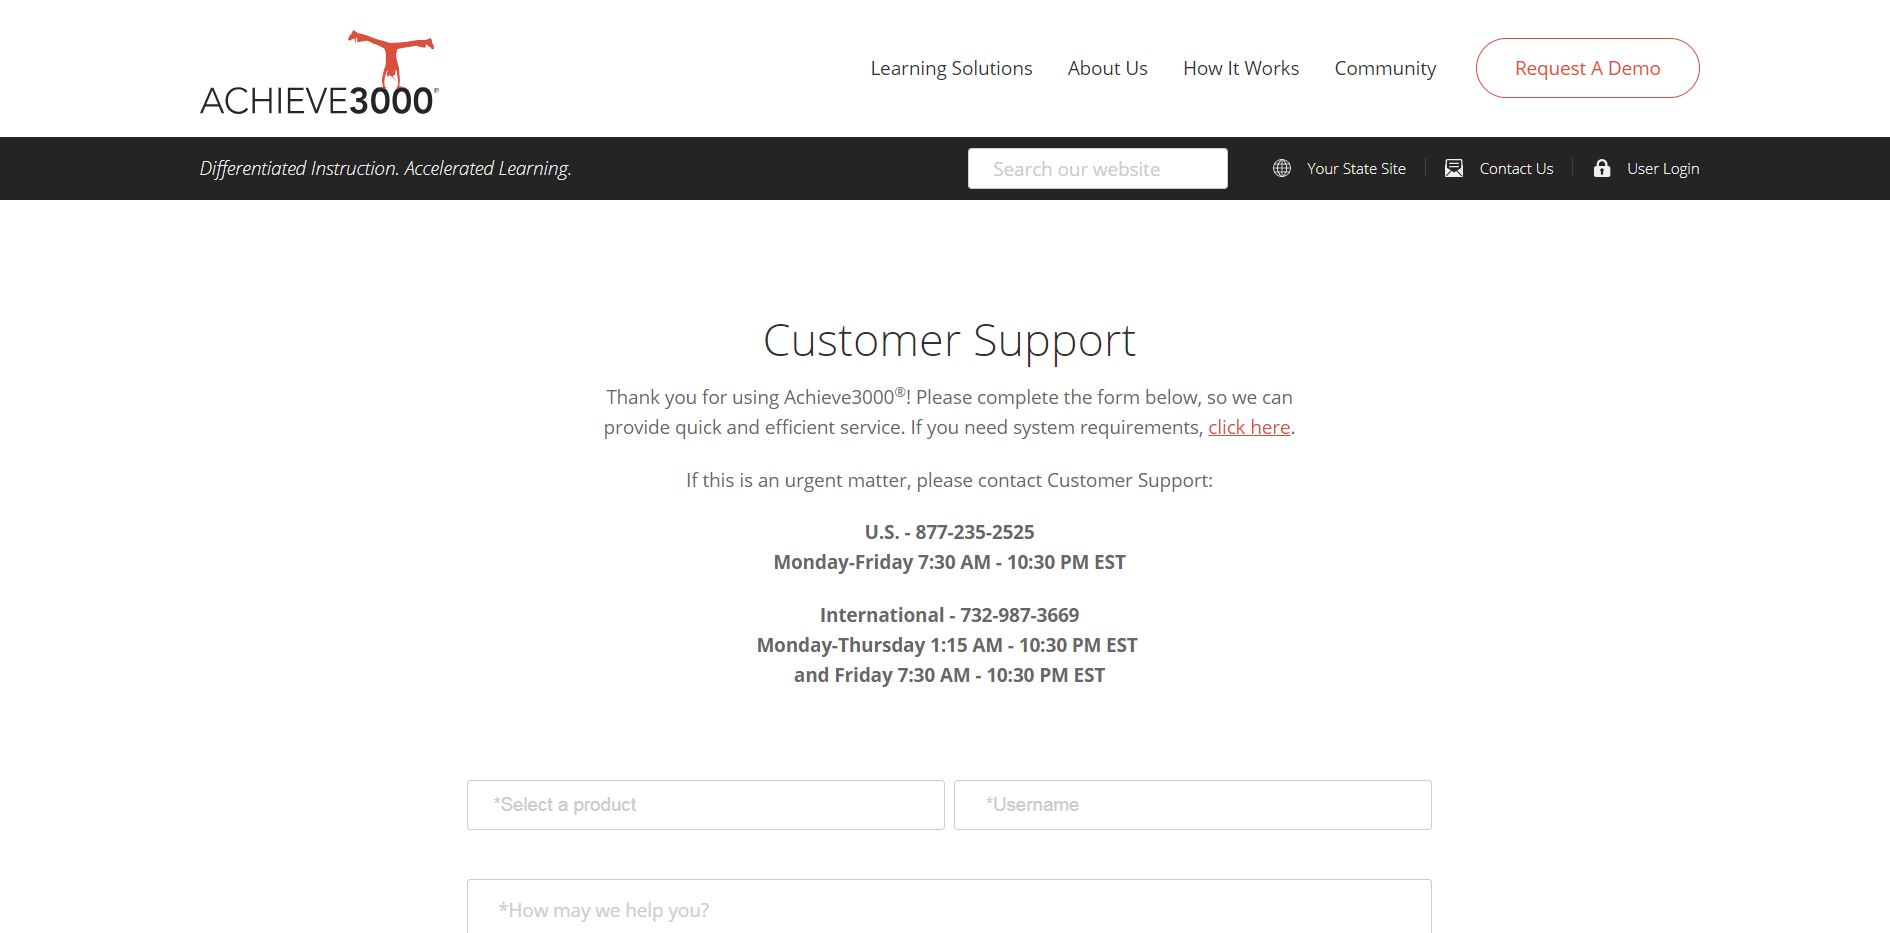 ACHIEVE3000®
Learning Solutions
About Us
How It Works
Community
Request A Demo
Differentiated Instruction. Accelerated Learning.
Search our website
Your State Site
Contact Us
User Login
Customer Support
Thank you for using Achieve3000®! Please complete the form below, so we can
provide quick and efficient service. If you need system requirements, click here.
If this is an urgent matter, please contact Customer Support:
U.S. - 877-235-2525
Monday-Friday 7:30 AM - 10:30 PM EST
International - 732-987-3669
Monday-Thursday 1:15 AM - 10:30 PM EST
and Friday 7:30 AM - 10:30 PM EST
*Select a product
*Username
*How may we help you?